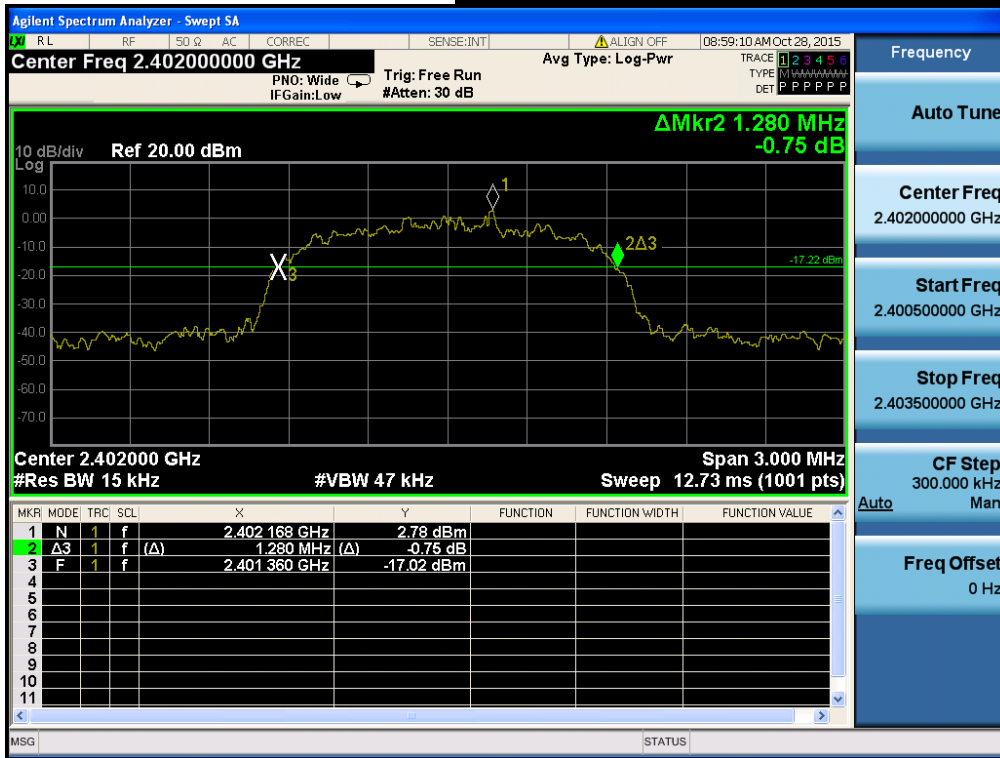 Agilent Spectrum Analyzer - Swept SA
LXI RL RF 50 Ω AC CORREC SENSE:INT ALIGN OFF 08:59:10 AM Oct 28, 2015
Center Freq 2.402000000 GHz
PNO: Wide
IFGain:Low
Trig: Free Run
#Atten: 30 dB
Avg Type: Log-Pwr
TRACE 1 2 3 4 5 6
TYPE M
DET P P P P P P
ΔMkr2 1.280 MHz
-0.75 dB
10 dB/div Ref 20.00 dBm
Log
10.0
0.00
-10.0
-20.0
-30.0
-40.0
-50.0
-60.0
-70.0
1
2Δ3
3
-17.22 dBm
Center 2.402000 GHz Span 3.000 MHz
#Res BW 15 kHz #VBW 47 kHz Sweep 12.73 ms (1001 pts)
MKR MODE TRC SCL X Y FUNCTION FUNCTION WIDTH FUNCTION VALUE
1 N 1 f 2.402 168 GHz 2.78 dBm
2 Δ3 1 f (Δ) 1.280 MHz (Δ) -0.75 dB
3 F 1 f 2.401 360 GHz -17.02 dBm
4
5
6
7
8
9
10
11
MSG STATUS
Frequency
Auto Tune
Center Freq
2.402000000 GHz
Start Freq
2.400500000 GHz
Stop Freq
2.403500000 GHz
CF Step
300.000 kHz
Auto Man
Freq Offset
0 Hz